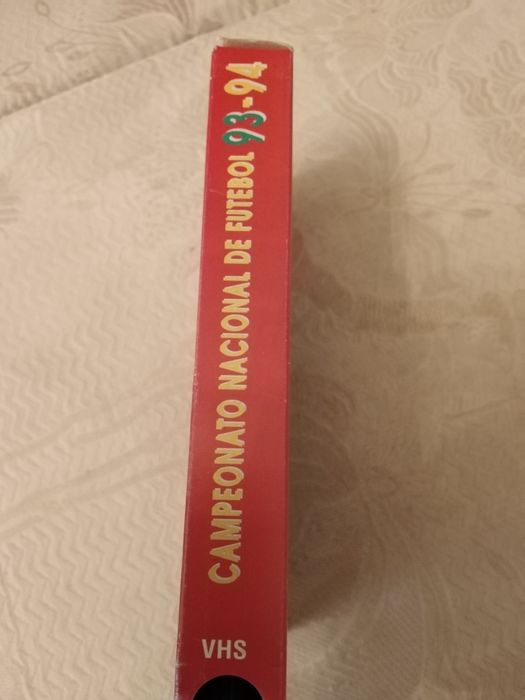 CAMPEONATO NACIONAL DE FUTEBOL 93-94
VHS